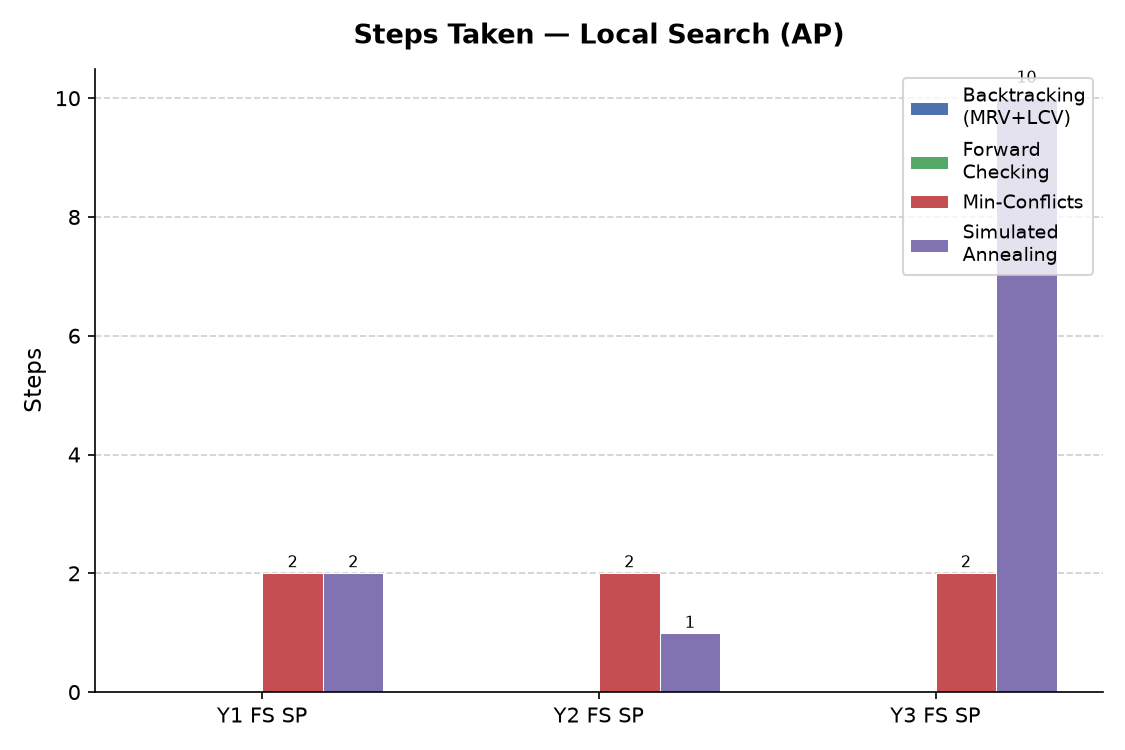 Steps Taken — Local Search (AP)
10
Backtracking
(MRV+LCV)
Forward
Checking
Min-Conflicts
Simulated
Annealing
Steps
10
8
6
4
2
0
2
2
2
1
2
Y1 FS SP
Y2 FS SP
Y3 FS SP